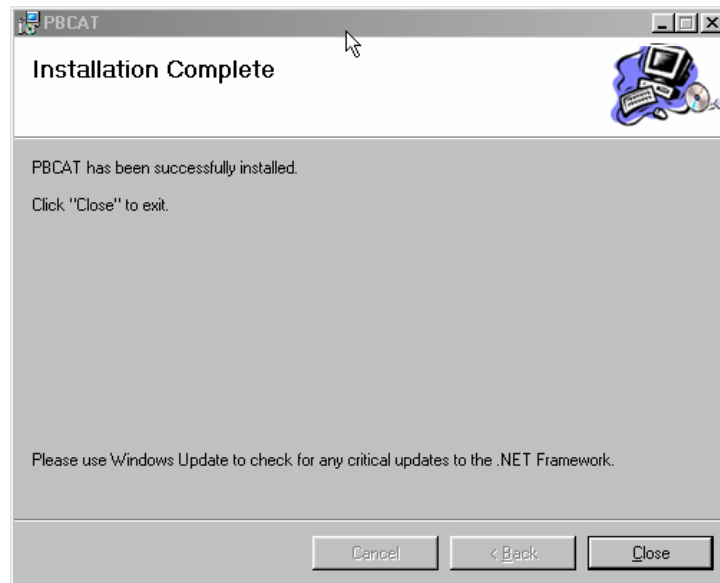 PBCAT
Installation Complete
PBCAT has been successfully installed.
Click "Close" to exit.
Please use Windows Update to check for any critical updates to the .NET Framework.
Cancel
< Back
Close